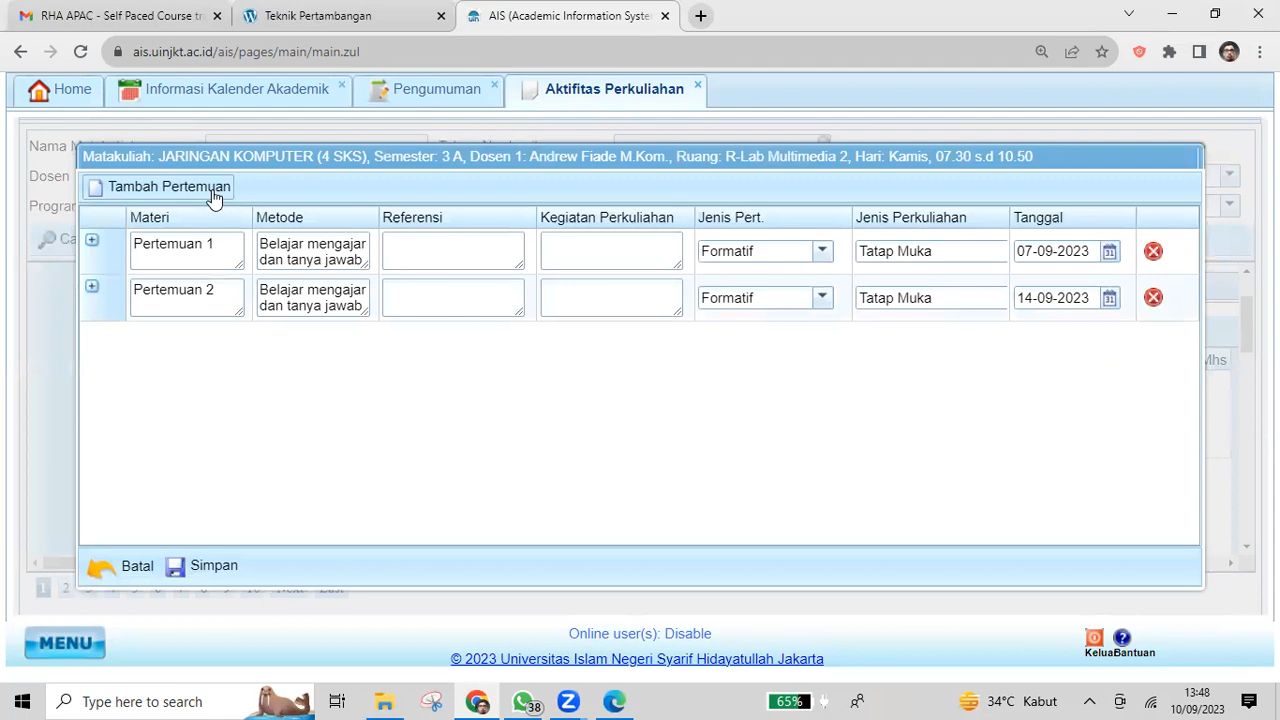 RHA APAC - Self Paced Course tr
Teknik Pertambangan
AIS (Academic Information Syste
ais.uinjkt.ac.id/ais/pages/main/main.zul
Home
Informasi Kalender Akademik
Pengumuman
Aktifitas Perkuliahan
Matakuliah: JARINGAN KOMPUTER (4 SKS), Semester: 3 A, Dosen 1: Andrew Fiade M.Kom., Ruang: R-Lab Multimedia 2, Hari: Kamis, 07.30 s.d 10.50
Dosen
Tambah Pertemuan
Materi Metode Referensi Kegiatan Perkuliahan Jenis Pert. Jenis Perkuliahan Tanggal
Pertemuan 1
Belajar mengajar
dan tanya jawab
Formatif
Tatap Muka
07-09-2023
Pertemuan 2
Belajar mengajar
dan tanya jawab
Formatif
Tatap Muka
14-09-2023
Mhs
Batal Simpan
1 2
MENU
Online user(s): Disable
© 2023 Universitas Islam Negeri Syarif Hidayatullah Jakarta
KeluaBantuan
Type here to search
38
65%
34°C Kabut
13:48
10/09/2023